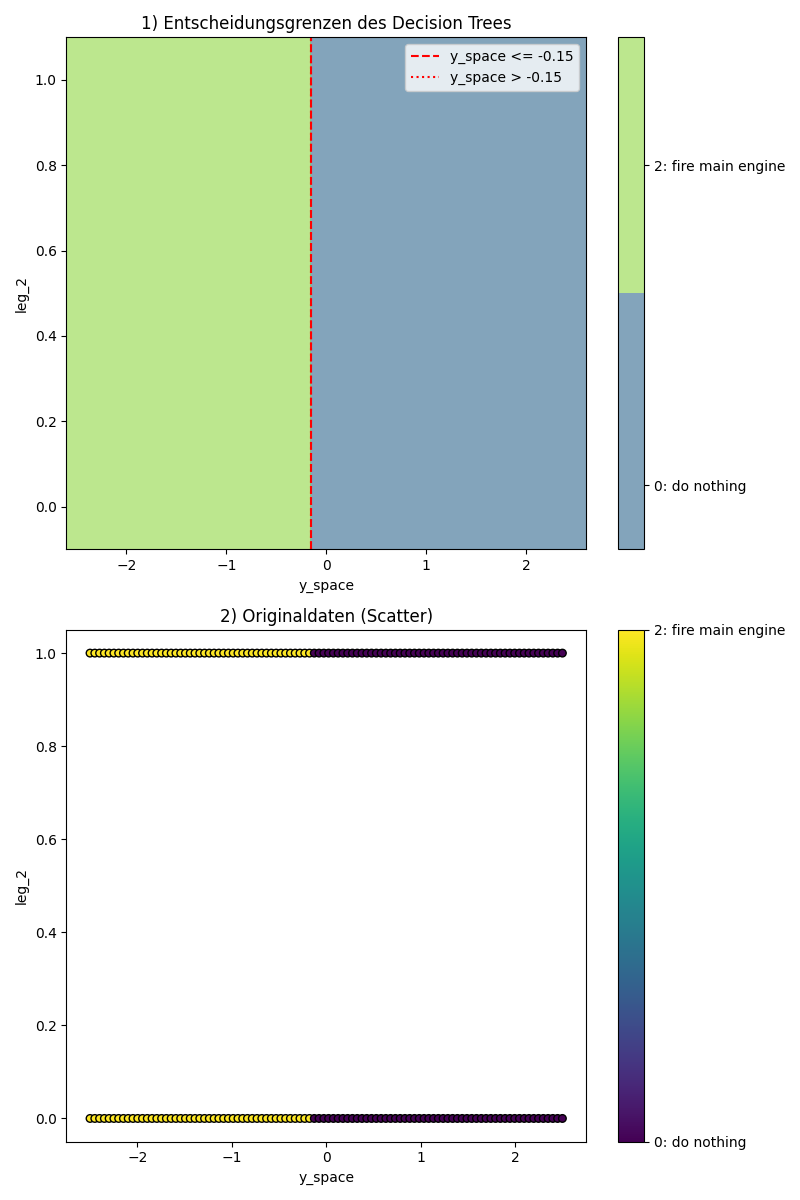 1) Entscheidungsgrenzen des Decision Trees
y_space <= -0.15
y_space > -0.15
1.0
0.8
0.6
0.4
0.2
0.0
leg_2
−2
−1
0
1
2
y_space
2: fire main engine
0: do nothing
2) Originaldaten (Scatter)
1.0
0.8
0.6
0.4
0.2
0.0
leg_2
−2
−1
0
1
2
y_space
2: fire main engine
0: do nothing